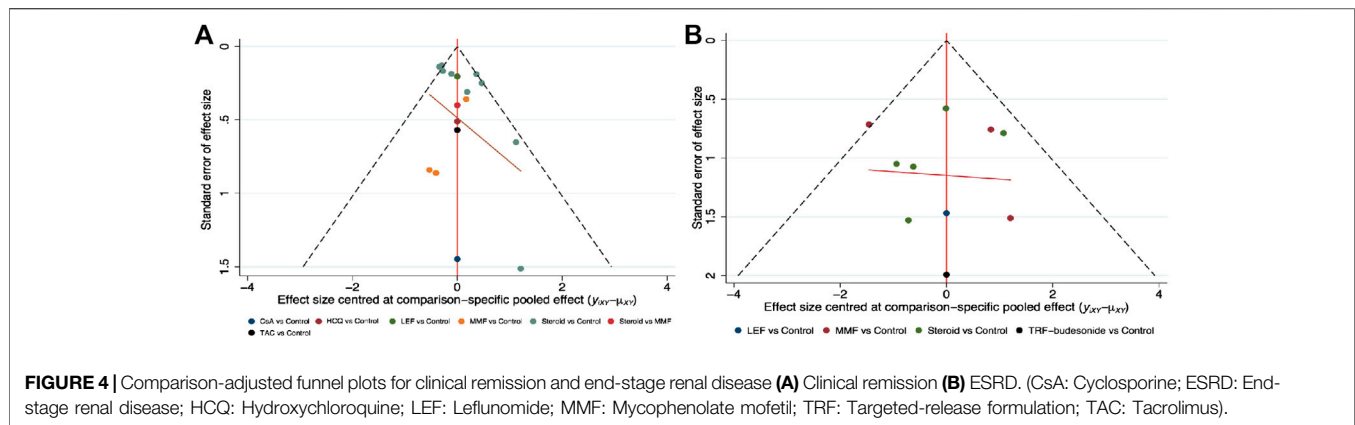 A
Standard error of effect size
0
.5
1
1.5
−4
−2
0
2
4
Effect size centred at comparison−specific pooled effect (yiXY−μXY)
CsA vs Control
HCQ vs Control
LEF vs Control
MMF vs Control
Steroid vs Control
Steroid vs MMF
TAC vs Control
B
Standard error of effect size
0
.5
1
1.5
2
−4
−2
0
2
4
Effect size centred at comparison−specific pooled effect (yiXY−μXY)
LEF vs Control
MMF vs Control
Steroid vs Control
TRF−budesonide vs Control
FIGURE 4 | Comparison-adjusted funnel plots for clinical remission and end-stage renal disease (A) Clinical remission (B) ESRD. (CsA: Cyclosporine; ESRD: End-
stage renal disease; HCQ: Hydroxychloroquine; LEF: Leflunomide; MMF: Mycophenolate mofetil; TRF: Targeted-release formulation; TAC: Tacrolimus).